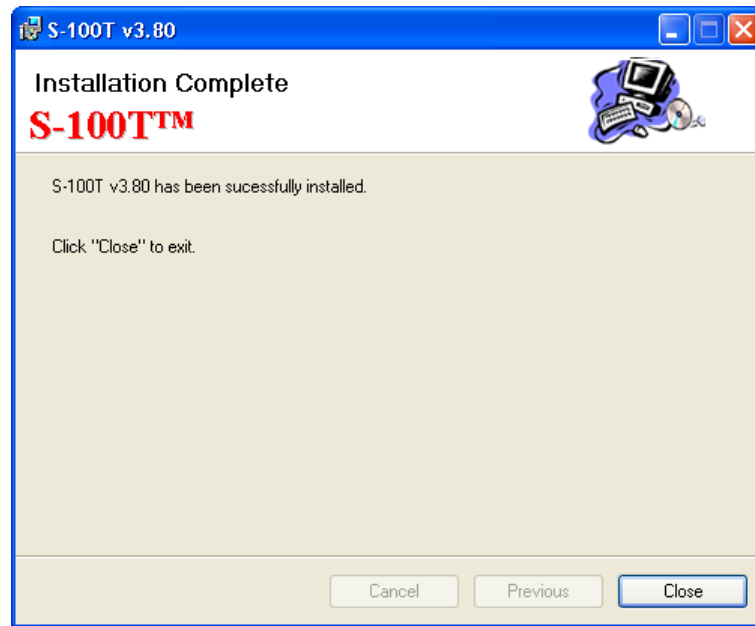 S-100T v3.80
Installation Complete
S-100T™
S-100T v3.80 has been sucessfully installed.
Click "Close" to exit.
Cancel
Previous
Close